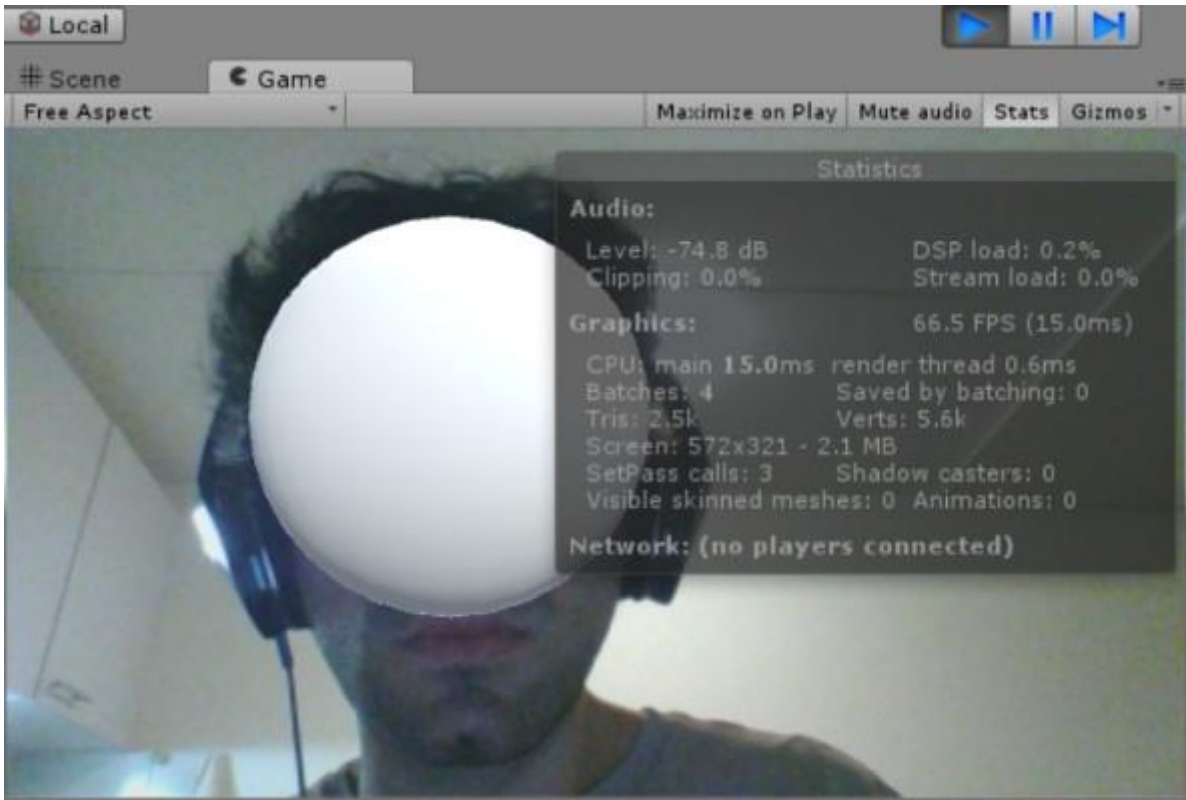 Local
Scene Game
Free Aspect Maximize on Play Mute audio Stats Gizmos
Statistics
Audio:
Level: -74.8 dB DSP load: 0.2%
Clipping: 0.0% Stream load: 0.0%
Graphics: 66.5 FPS (15.0ms)
CPU: main 15.0ms render thread 0.6ms
Batches: 4 Saved by batching: 0
Tris: 2.5k Verts: 5.6k
Screen: 572x321 - 2.1 MB
SetPass calls: 3 Shadow casters: 0
Visible skinned meshes: 0 Animations: 0
Network: (no players connected)